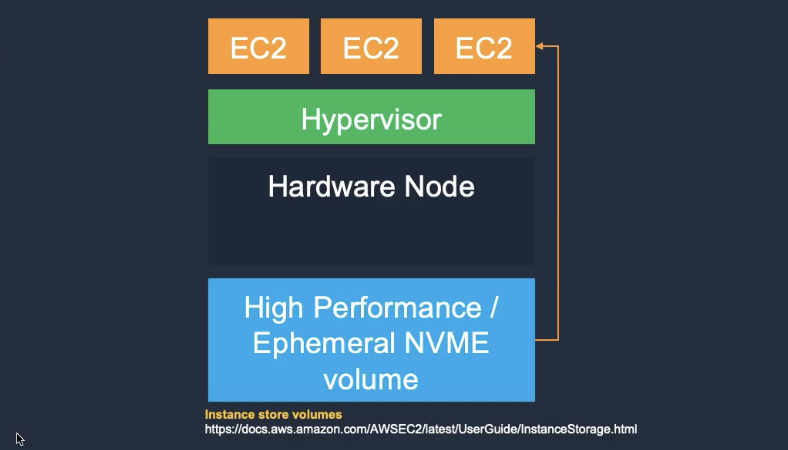 EC2 EC2 EC2
Hypervisor
Hardware Node
High Performance /
Ephemeral NVME
volume
Instance store volumes
https://docs.aws.amazon.com/AWSEC2/latest/UserGuide/InstanceStorage.html